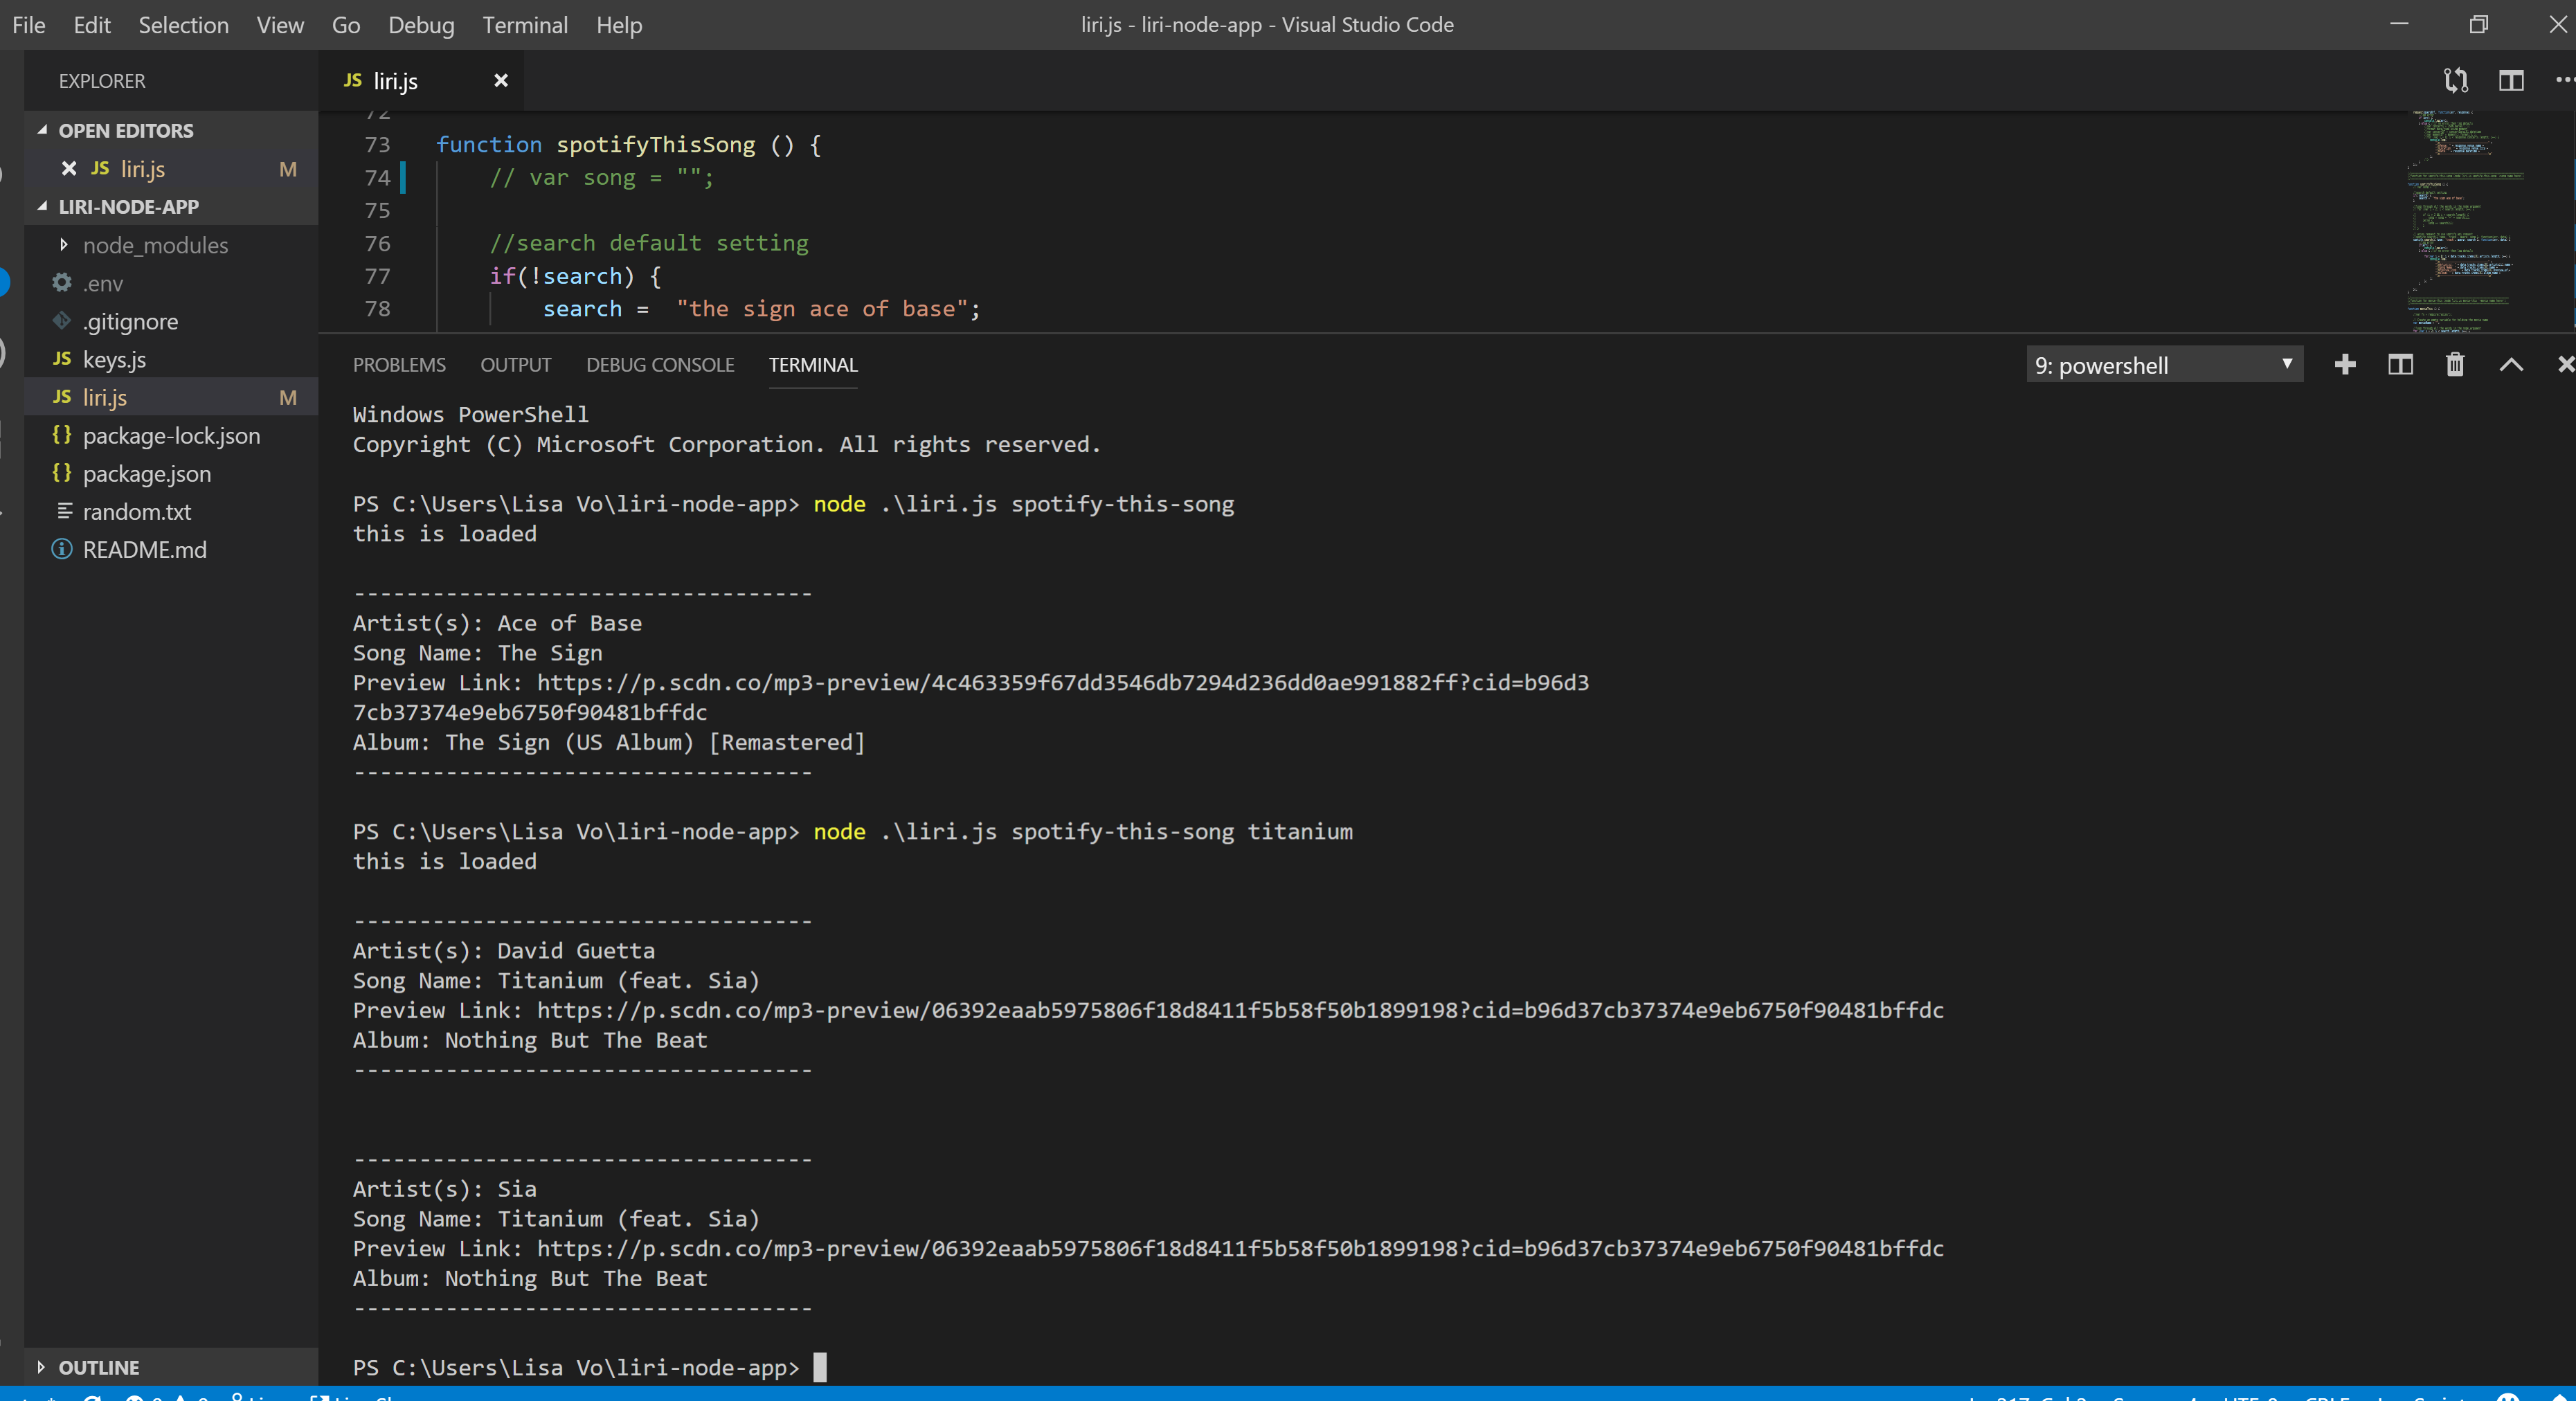 File Edit Selection View Go Debug Terminal Help
liri.js - liri-node-app - Visual Studio Code
EXPLORER
OPEN EDITORS
JS liri.js M
LIRI-NODE-APP
node_modules
.env
.gitignore
JS keys.js
JS liri.js M
{} package-lock.json
{} package.json
random.txt
README.md
OUTLINE
JS liri.js
72
73 function spotifyThisSong () {
74 // var song = "";
75
76 //search default setting
77 if(!search) {
78 search = "the sign ace of base";
PROBLEMS OUTPUT DEBUG CONSOLE TERMINAL
9: powershell
Windows PowerShell
Copyright (C) Microsoft Corporation. All rights reserved.
PS C:\Users\Lisa Vo\liri-node-app> node .\liri.js spotify-this-song
this is loaded
-----------------------------------
Artist(s): Ace of Base
Song Name: The Sign
Preview Link: https://p.scdn.co/mp3-preview/4c463359f67dd3546db7294d236dd0ae991882ff?cid=b96d3
7cb37374e9eb6750f90481bffdc
Album: The Sign (US Album) [Remastered]
-----------------------------------
PS C:\Users\Lisa Vo\liri-node-app> node .\liri.js spotify-this-song titanium
this is loaded
-----------------------------------
Artist(s): David Guetta
Song Name: Titanium (feat. Sia)
Preview Link: https://p.scdn.co/mp3-preview/06392eaab5975806f18d8411f5b58f50b1899198?cid=b96d37cb37374e9eb6750f90481bffdc
Album: Nothing But The Beat
-----------------------------------
-----------------------------------
Artist(s): Sia
Song Name: Titanium (feat. Sia)
Preview Link: https://p.scdn.co/mp3-preview/06392eaab5975806f18d8411f5b58f50b1899198?cid=b96d37cb37374e9eb6750f90481bffdc
Album: Nothing But The Beat
-----------------------------------
PS C:\Users\Lisa Vo\liri-node-app>